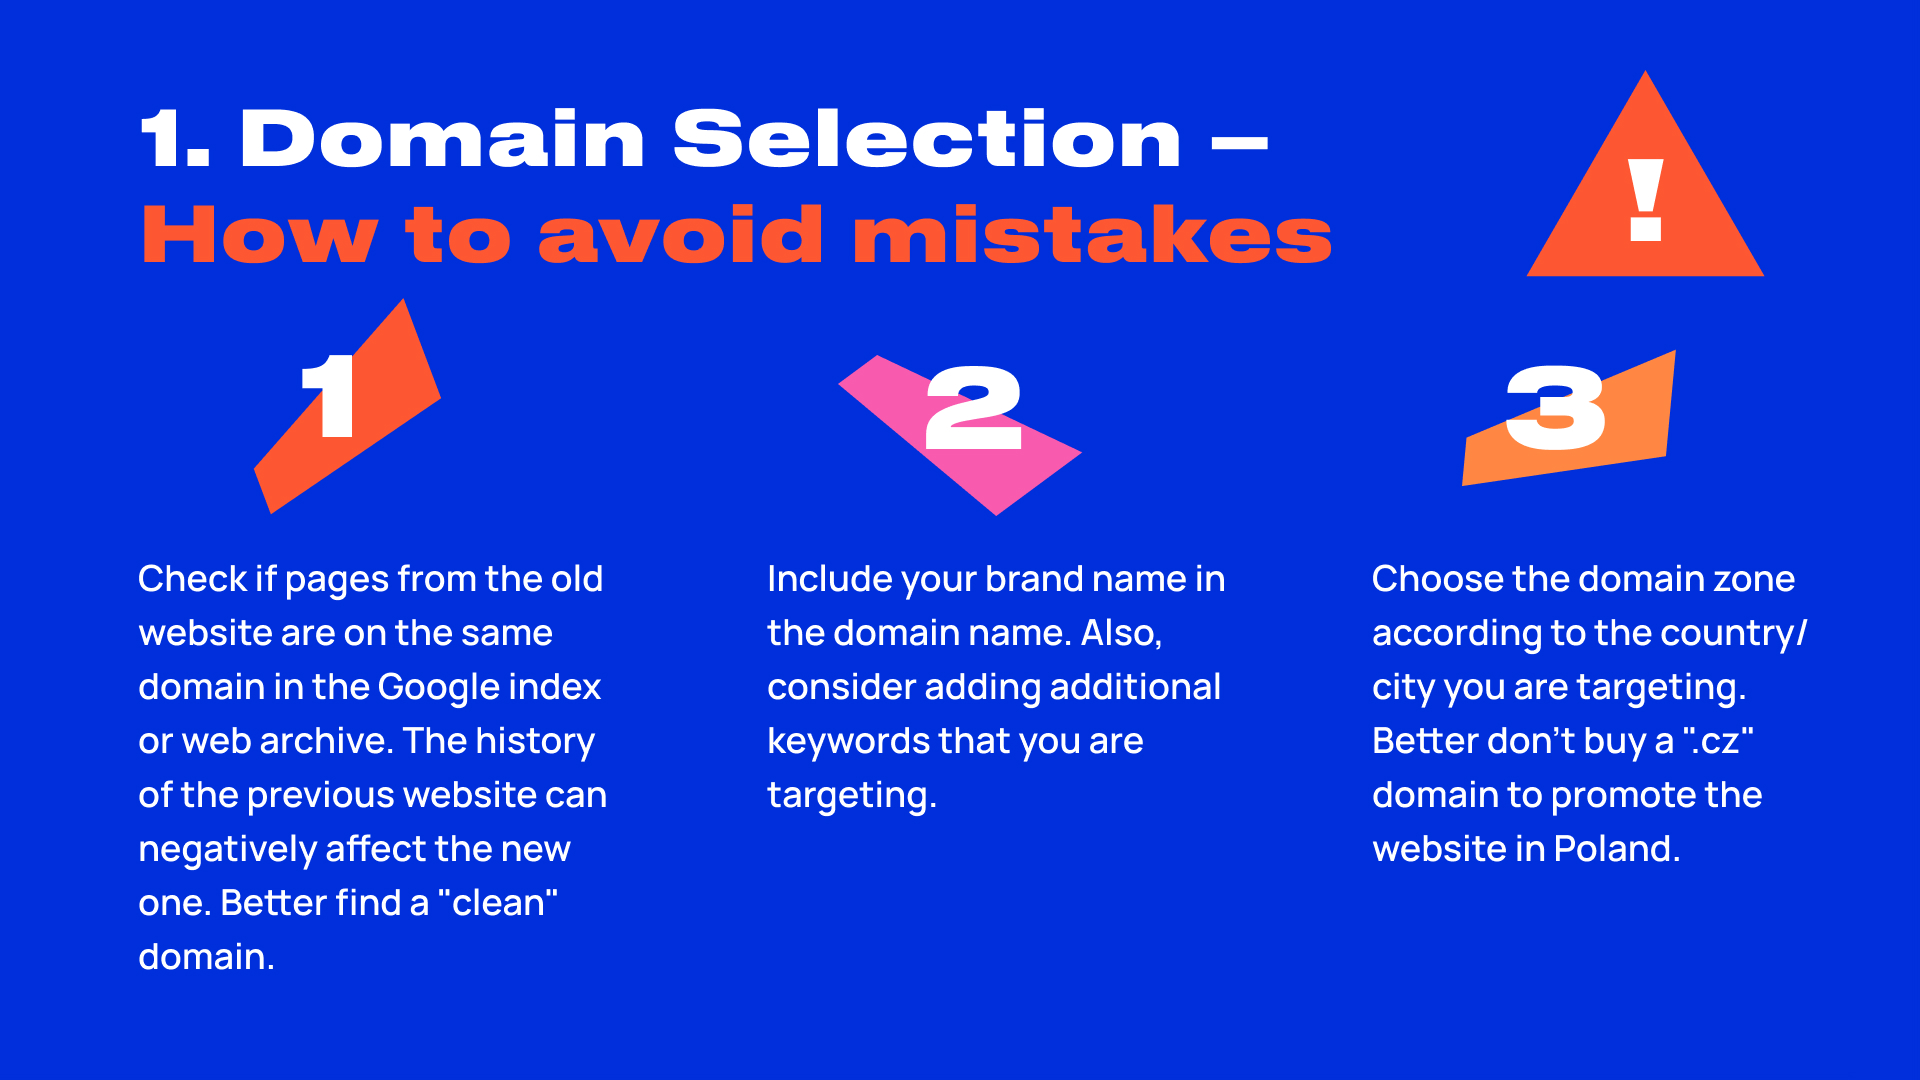 1. Domain Selection –
How to avoid mistakes
!
1
Check if pages from the old
website are on the same
domain in the Google index
or web archive. The history
of the previous website can
negatively affect the new
one. Better find a "clean"
domain.
2
Include your brand name in
the domain name. Also,
consider adding additional
keywords that you are
targeting.
3
Choose the domain zone
according to the country/
city you are targeting.
Better don’t buy a ".cz"
domain to promote the
website in Poland.